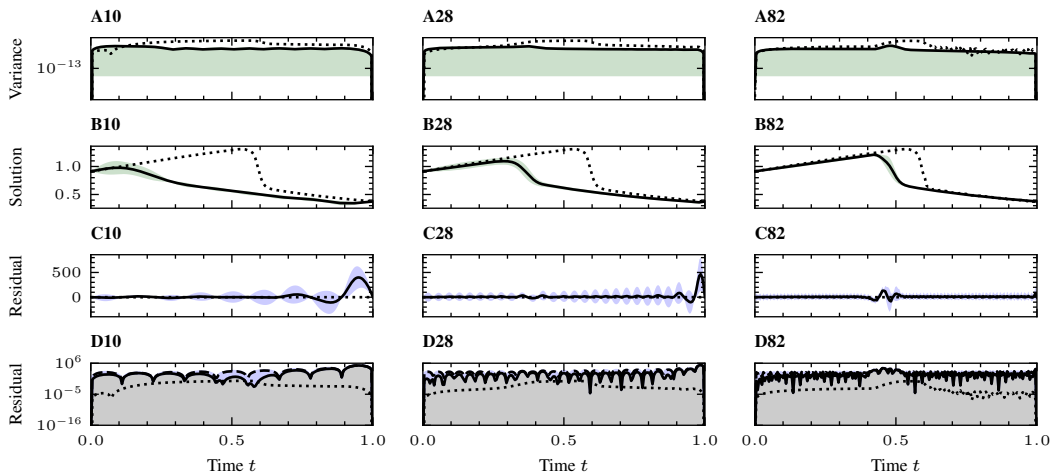 A10 A28 A82
Variance
10⁻¹³
B10 B28 B82
Solution
1.0
0.5
C10 C28 C82
Residual
500
0
D10 D28 D82
Residual
10⁶
10⁻⁵
10⁻¹⁶
0.0 0.5 1.0 0.0 0.5 1.0 0.0 0.5 1.0
Time t Time t Time t